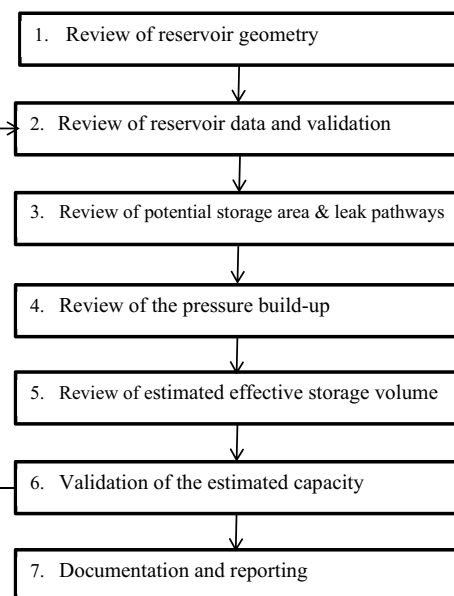 1. Review of reservoir geometry
2. Review of reservoir data and validation
3. Review of potential storage area & leak pathways
4. Review of the pressure build-up
5. Review of estimated effective storage volume
6. Validation of the estimated capacity
7. Documentation and reporting